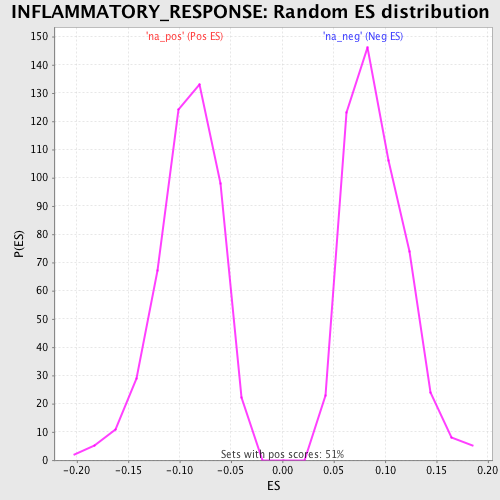 INFLAMMATORY_RESPONSE: Random ES distribution
'na_pos' (Pos ES) 'na_neg' (Neg ES)
150
140
130
120
110
100
90
80
70
60
50
40
30
20
10
0
P(ES)
Sets with pos scores: 51%
-0.20 -0.15 -0.10 -0.05 0.00 0.05 0.10 0.15 0.20
ES